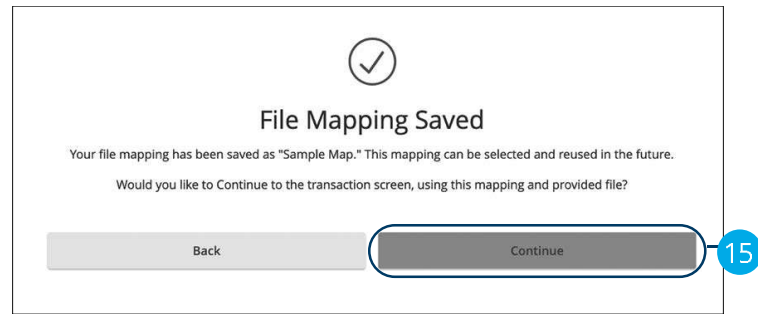 File Mapping Saved
Your file mapping has been saved as "Sample Map." This mapping can be selected and reused in the future.
Would you like to Continue to the transaction screen, using this mapping and provided file?
Back
Continue
15